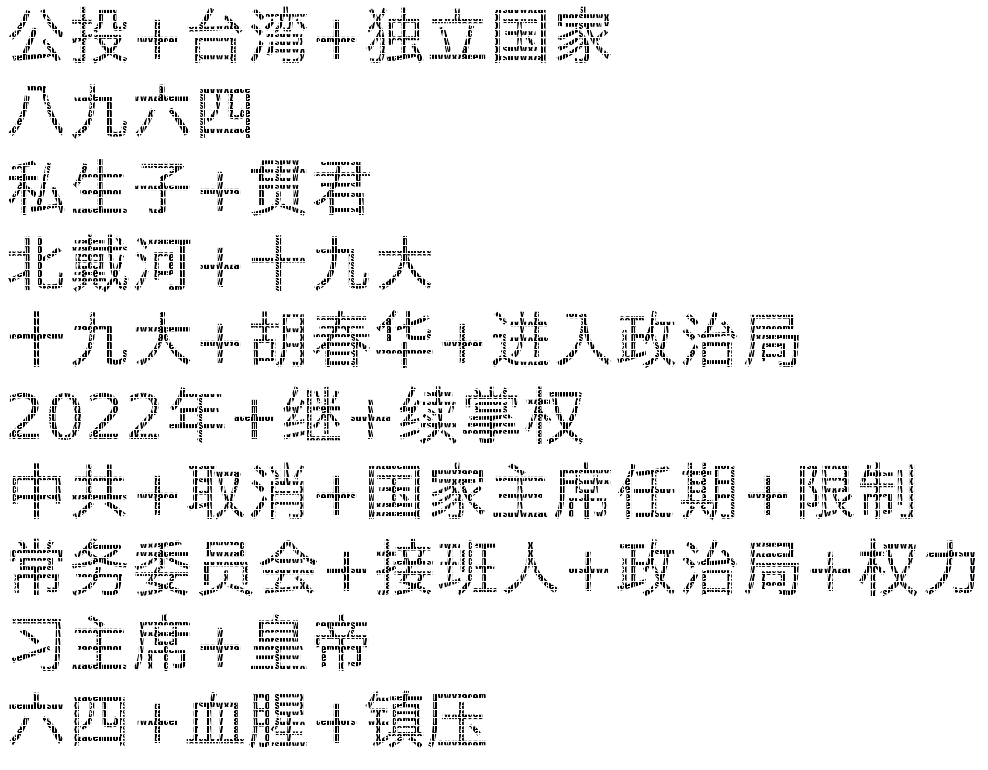 公投+台湾+独立国家
八九六四
私生子+贯君
北戴河+十九大
十九大+胡春华+进入政治局
2022年+继+续掌权
中共+取消+国家主席任期+限制
常务委员会+接班人+政治局+权力
习主席+皇帝
六四+血腥+镇压